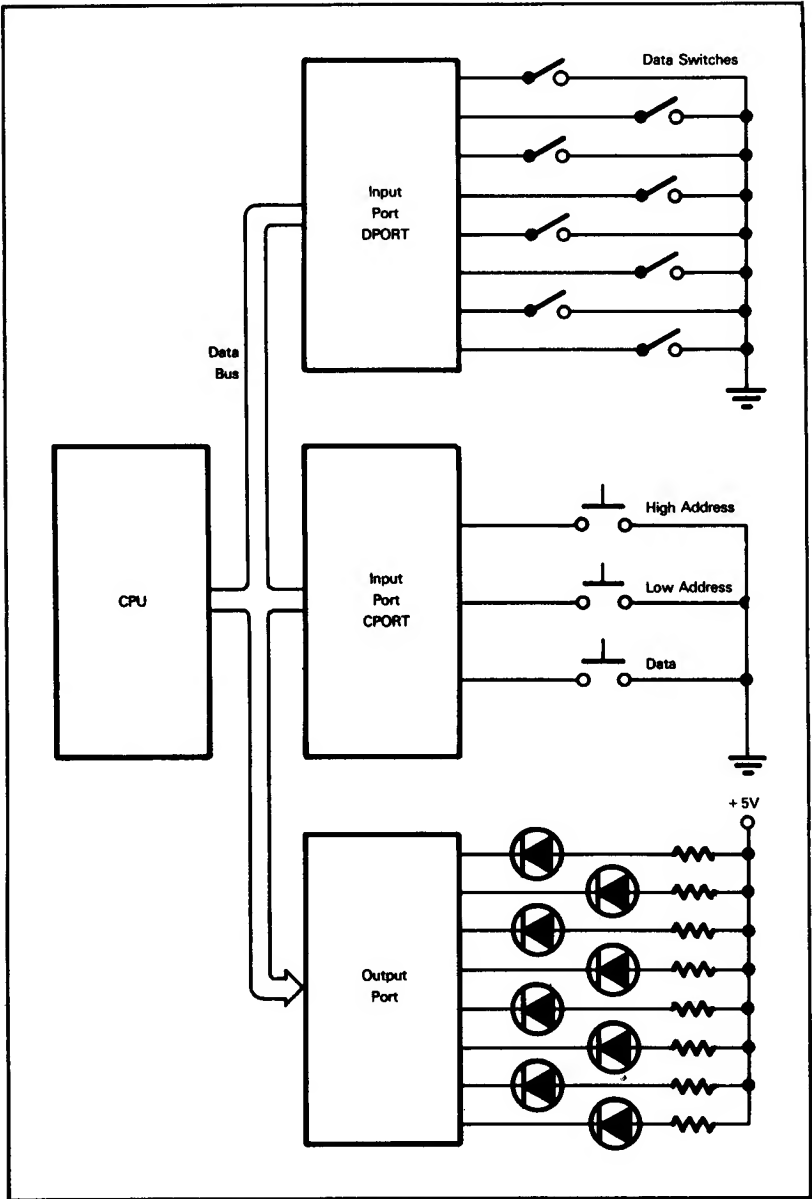 Data Switches
Input
Port
DPORT
Data
Bus
High Address
Input
Port
CPORT
Low Address
CPU
Data
+5V
Output
Port